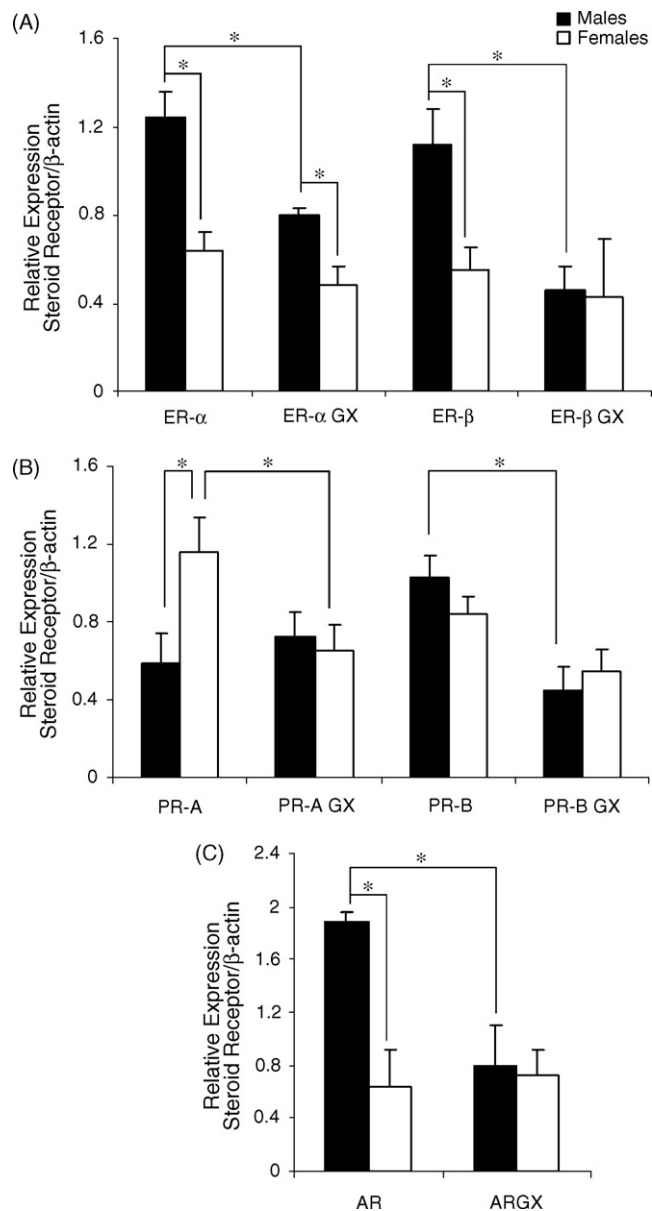 (A)
Males
Females
Relative Expression
Steroid Receptor/β-actin
1.6
1.2
0.8
0.4
0
*
*
*
*
*
ER-α
ER-α GX
ER-β
ER-β GX
(B)
Relative Expression
Steroid Receptor/β-actin
1.6
1.2
0.8
0.4
0
*
*
*
PR-A
PR-A GX
PR-B
PR-B GX
(C)
Relative Expression
Steroid Receptor/β-actin
2.4
2
1.6
1.2
0.8
0.4
0
*
*
AR
ARGX